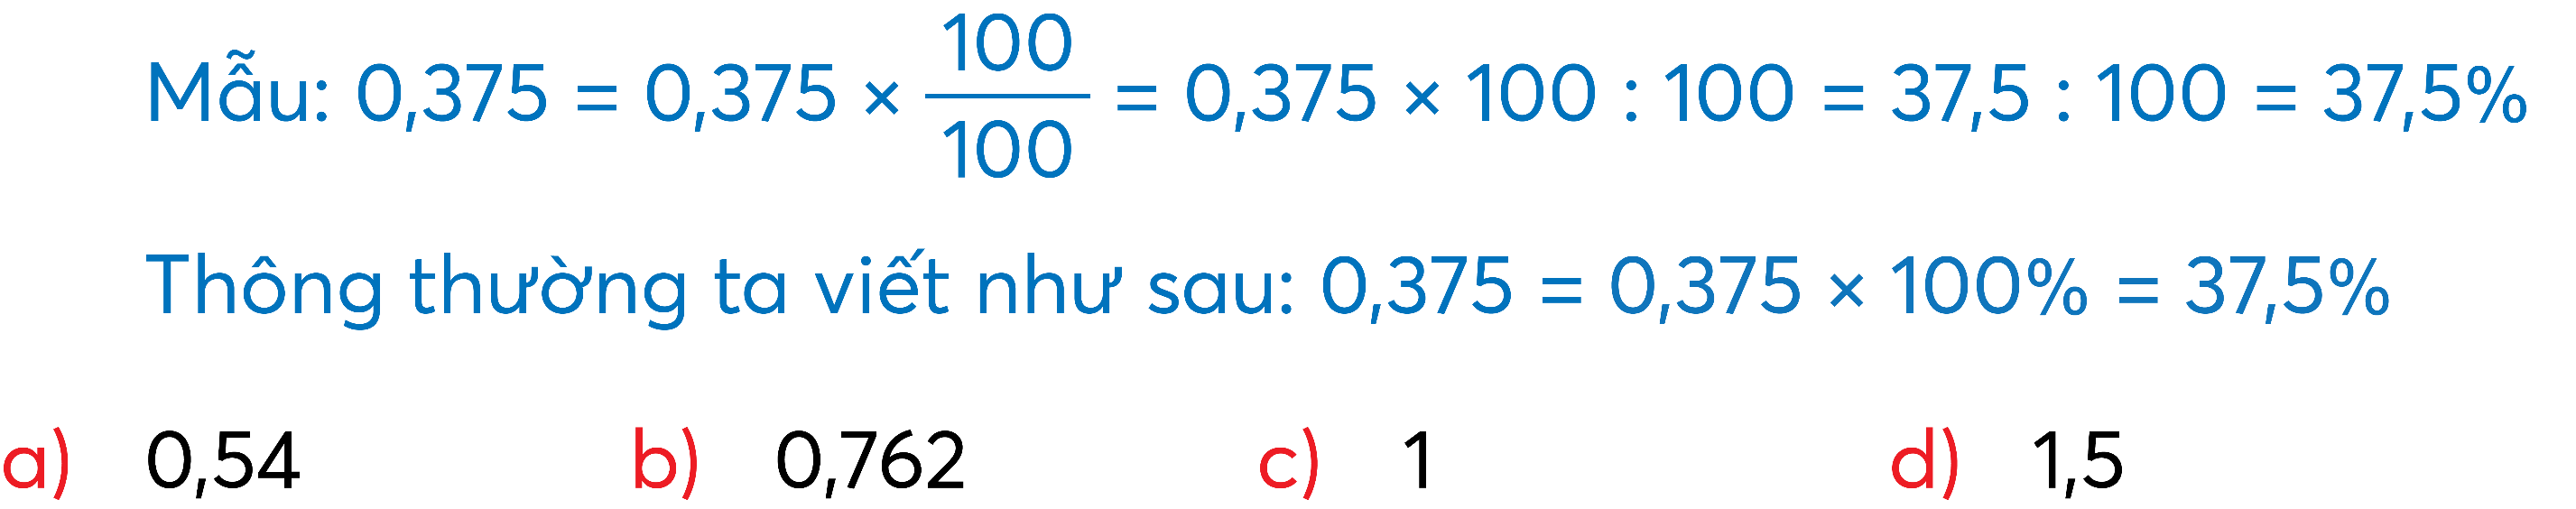 Mẫu: 0,375 = 0,375 × 100/100 = 0,375 × 100 : 100 = 37,5 : 100 = 37,5%
Thông thường ta viết như sau: 0,375 = 0,375 × 100% = 37,5%
a) 0,54 b) 0,762 c) 1 d) 1,5